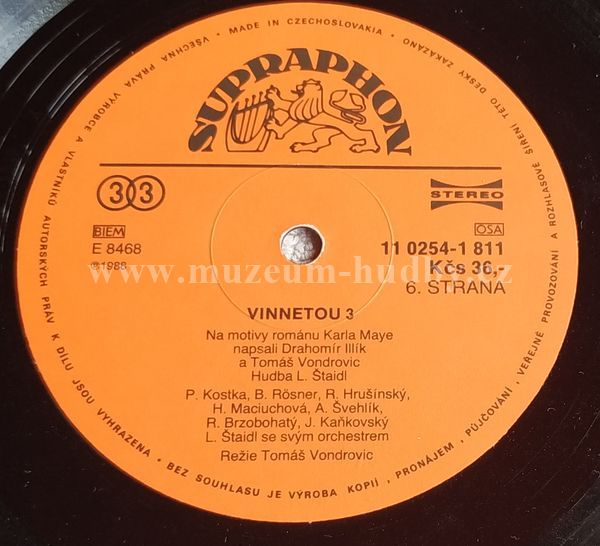 VŠECHNA PRÁVA VÝROBCE A VLASTNÍKŮ AUTORSKÝCH PRÁV K DÍLU JSOU VYHRAZENA • BEZ SOUHLASU JE VÝROBA KOPIÍ, PRONÁJEM, PŮJČOVÁNÍ, VEŘEJNÉ PROVOZOVÁNÍ A ROZHLASOVÉ ŠÍŘENÍ TÉTO DESKY ZAKÁZÁNO • MADE IN CZECHOSLOVAKIA •
SUPRAPHON
33
STEREO
BIEM
OSA
E 8468
11 0254-1 811
℗1988
Kčs 36,-
6. STRANA
www.muzeum-hudby.cz
VINNETOU 3
Na motivy románu Karla Maye
napsali Drahomír Illík
a Tomáš Vondrovic
Hudba L. Štaidl
P. Kostka, B. Rösner, R. Hrušínský,
H. Maciuchová, A. Švehlík,
R. Brzobohatý, J. Kaňkovský
L. Štaidl se svým orchestrem
Režie Tomáš Vondrovic